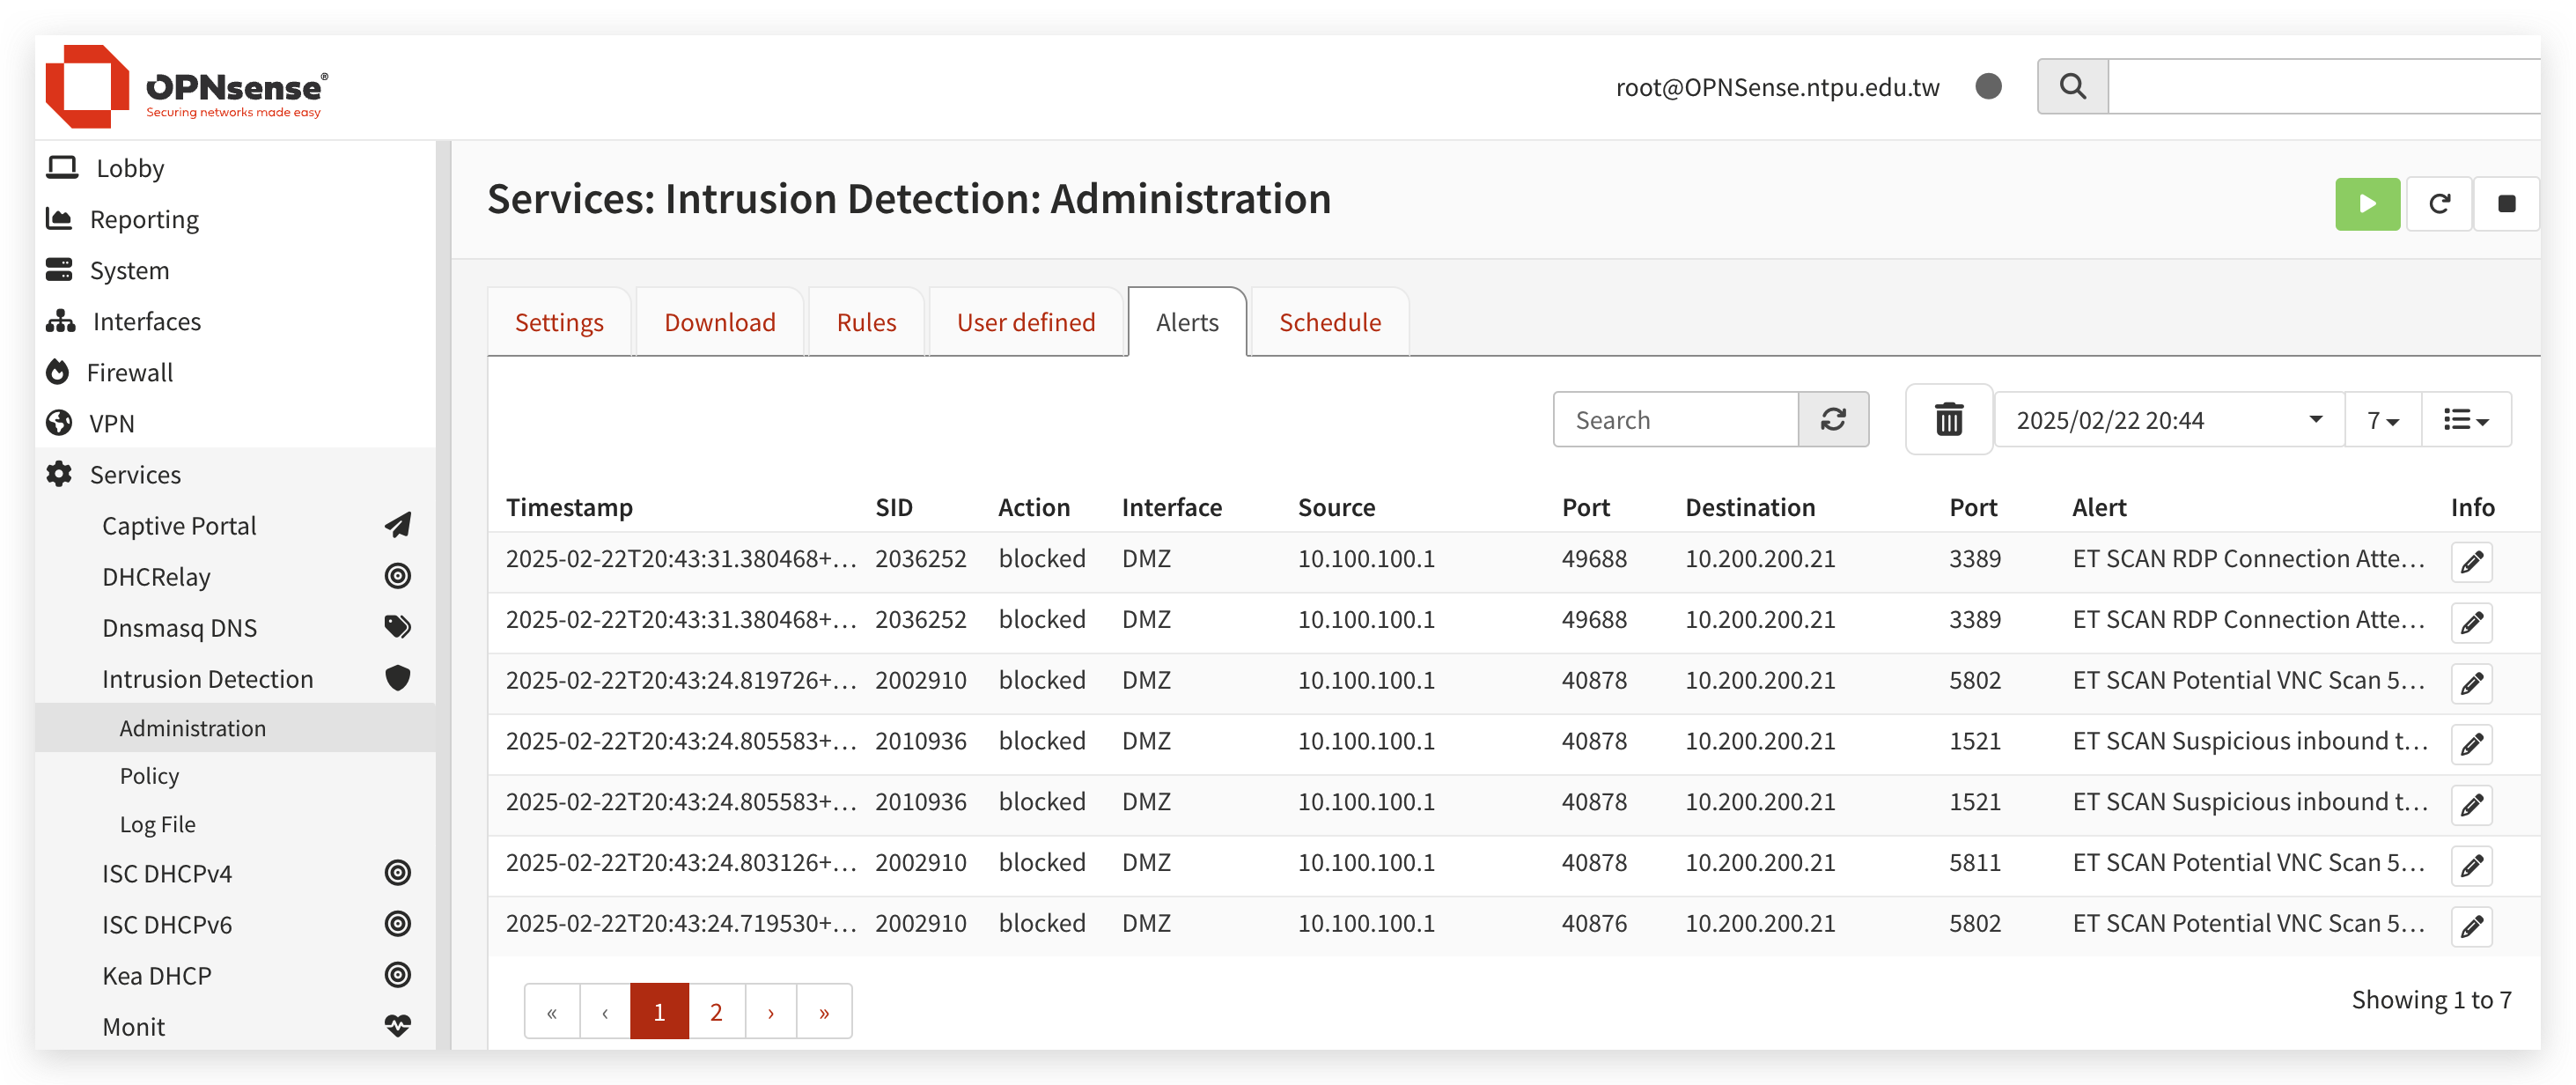 OPNsense®
Securing networks made easy
root@OPNSense.ntpu.edu.tw
Lobby
Reporting
System
Interfaces
Firewall
VPN
Services
Captive Portal
DHCRelay
Dnsmasq DNS
Intrusion Detection
Administration
Policy
Log File
ISC DHCPv4
ISC DHCPv6
Kea DHCP
Monit
Services: Intrusion Detection: Administration
Settings Download Rules User defined Alerts Schedule
Search 2025/02/22 20:44 7
Timestamp SID Action Interface Source Port Destination Port Alert Info
2025-02-22T20:43:31.380468+... 2036252 blocked DMZ 10.100.100.1 49688 10.200.200.21 3389 ET SCAN RDP Connection Atte...
2025-02-22T20:43:31.380468+... 2036252 blocked DMZ 10.100.100.1 49688 10.200.200.21 3389 ET SCAN RDP Connection Atte...
2025-02-22T20:43:24.819726+... 2002910 blocked DMZ 10.100.100.1 40878 10.200.200.21 5802 ET SCAN Potential VNC Scan 5...
2025-02-22T20:43:24.805583+... 2010936 blocked DMZ 10.100.100.1 40878 10.200.200.21 1521 ET SCAN Suspicious inbound t...
2025-02-22T20:43:24.805583+... 2010936 blocked DMZ 10.100.100.1 40878 10.200.200.21 1521 ET SCAN Suspicious inbound t...
2025-02-22T20:43:24.803126+... 2002910 blocked DMZ 10.100.100.1 40878 10.200.200.21 5811 ET SCAN Potential VNC Scan 5...
2025-02-22T20:43:24.719530+... 2002910 blocked DMZ 10.100.100.1 40876 10.200.200.21 5802 ET SCAN Potential VNC Scan 5...
« ‹ 1 2 › »
Showing 1 to 7